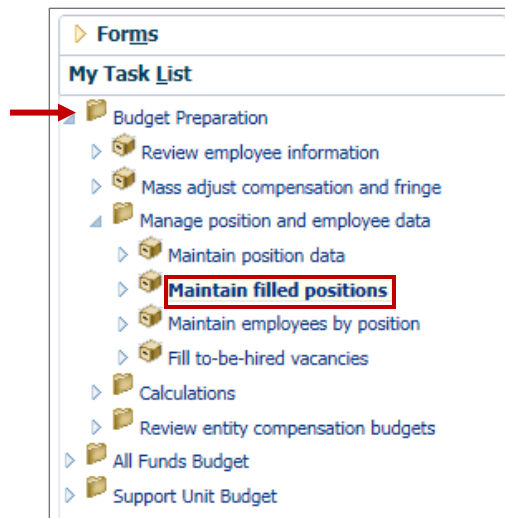 Forms
My Task List
Budget Preparation
Review employee information
Mass adjust compensation and fringe
Manage position and employee data
Maintain position data
Maintain filled positions
Maintain employees by position
Fill to-be-hired vacancies
Calculations
Review entity compensation budgets
All Funds Budget
Support Unit Budget